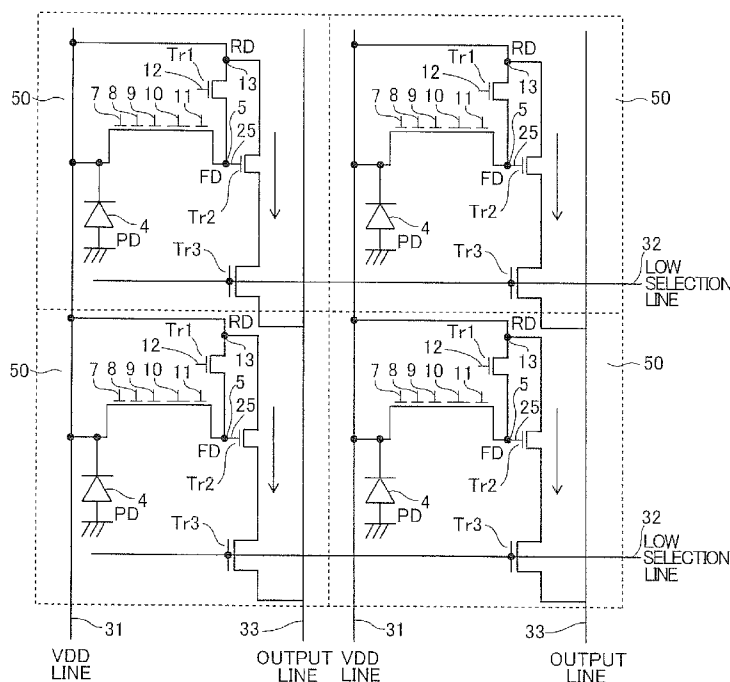 RD RD
Tr1 Tr1
12 13 12 13
50 50
7 8 9 10 11 5 7 8 9 10 11 5
25 25
FD FD
Tr2 Tr2
4 4
PD PD
Tr3 Tr3
32
LOW
SELECTION
LINE
RD RD
Tr1 Tr1
12 13 12 13
50 50
7 8 9 10 11 5 7 8 9 10 11 5
25 25
FD FD
Tr2 Tr2
4 4
PD PD
Tr3 Tr3
32
LOW
SELECTION
LINE
31 33 31 33
VDD LINE
OUTPUT LINE
VDD LINE
OUTPUT LINE